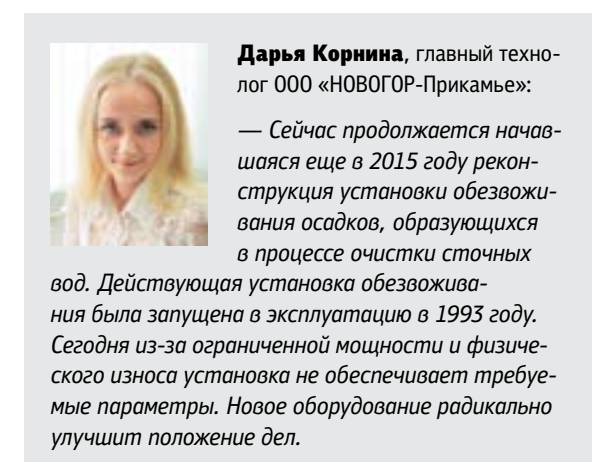 Дарья Корнина, главный техно-
лог ООО «НОВОГОР-Прикамье»:
— Сейчас продолжается начав-
шаяся еще в 2015 году рекон-
струкция установки обезвожи-
вания осадков, образующихся
в процессе очистки сточных
вод. Действующая установка обезвожива-
ния была запущена в эксплуатацию в 1993 году.
Сегодня из-за ограниченной мощности и физиче-
ского износа установка не обеспечивает требуе-
мые параметры. Новое оборудование радикально
улучшит положение дел.